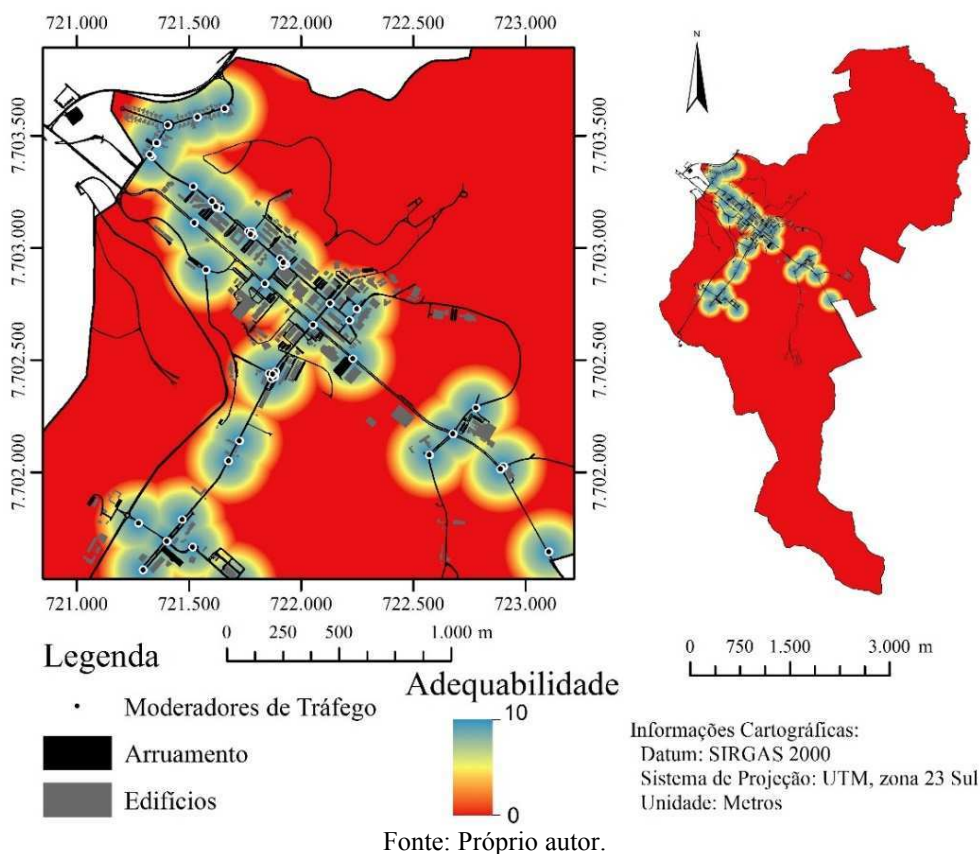 721.000 721.500 722.000 722.500 723.000
N
7.703.500
7.703.500
7.703.000
7.703.000
7.702.500
7.702.500
7.702.000
7.702.000
721.000 721.500 722.000 722.500 723.000
0 250 500 1.000 m
0 750 1.500 3.000 m
Legenda
Moderadores de Tráfego
Arruamento
Edifícios
Adequabilidade
10
0
Informações Cartográficas:
Datum: SIRGAS 2000
Sistema de Projeção: UTM, zona 23 Sul
Unidade: Metros
Fonte: Próprio autor.